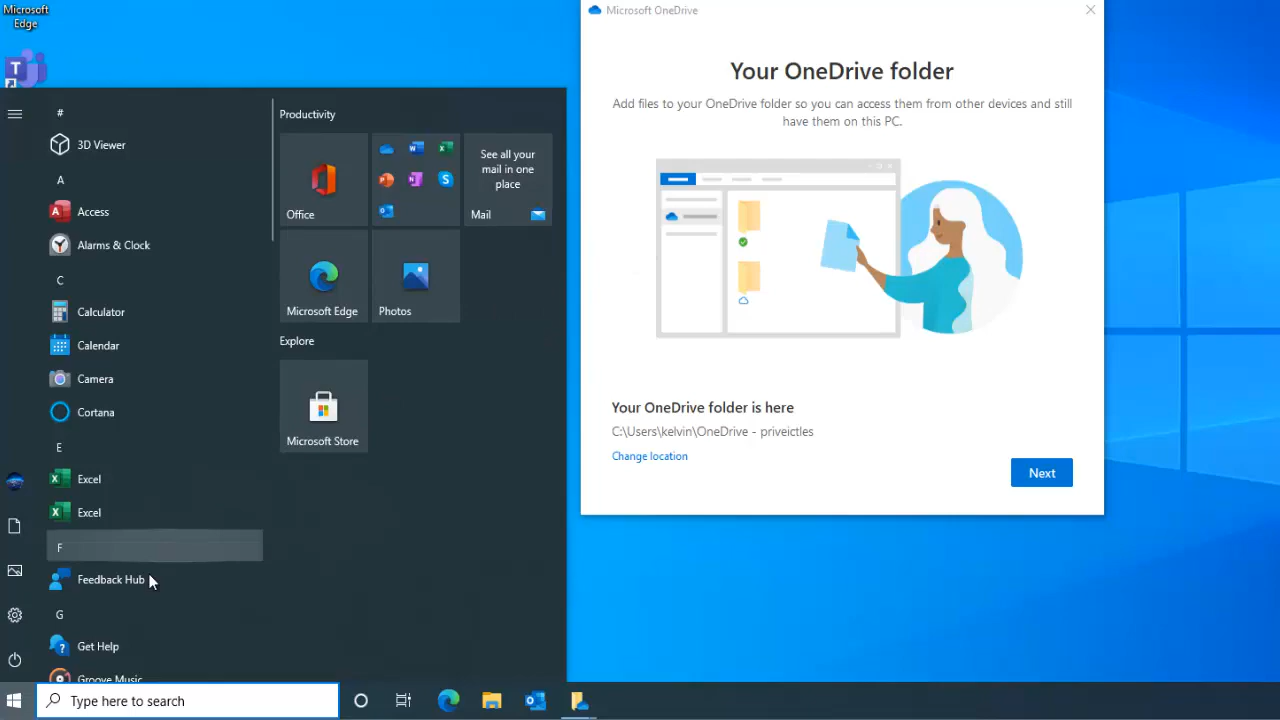 Microsoft
Edge
T
#
3D Viewer
A
Access
Alarms & Clock
C
Calculator
Calendar
Camera
Cortana
E
Excel
Excel
F
Feedback Hub
G
Get Help
Groove Music
Productivity
Office
See all your
mail in one
place
Mail
Microsoft Edge
Photos
Explore
Microsoft Store
Microsoft OneDrive
Your OneDrive folder
Add files to your OneDrive folder so you can access them from other devices and still
have them on this PC.
Your OneDrive folder is here
C:\Users\kelvin\OneDrive - priveictles
Change location
Next
Type here to search